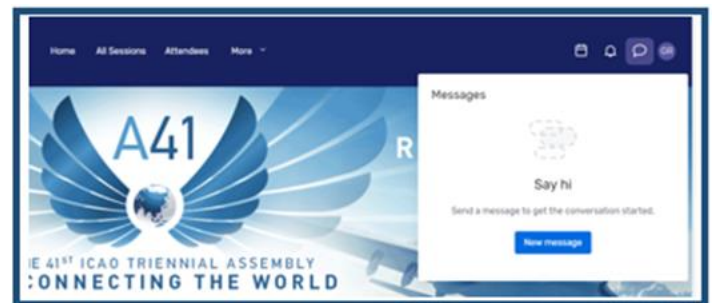 Home All Sessions Attendees More
GR
Messages
A41
R
Say hi
Send a message to get the conversation started.
New message
IE 41ST ICAO TRIENNIAL ASSEMBLY
CONNECTING THE WORLD